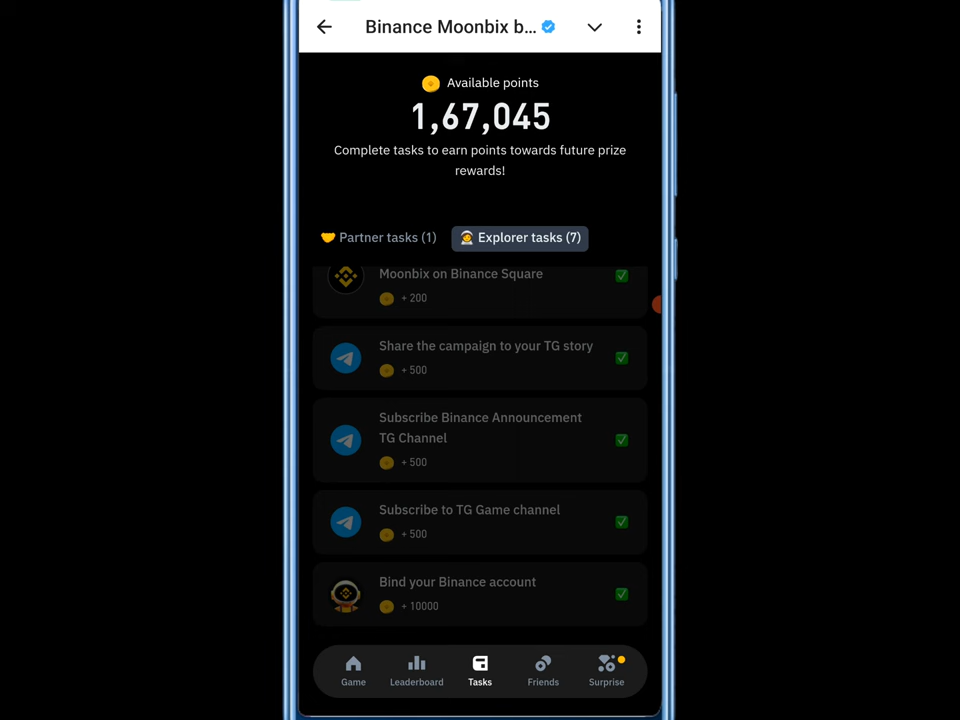 Binance Moonbix b...
Available points
1,67,045
Complete tasks to earn points towards future prize
rewards!
Partner tasks (1)
Explorer tasks (7)
Moonbix on Binance Square
+ 200
Share the campaign to your TG story
+ 500
Subscribe Binance Announcement
TG Channel
+ 500
Subscribe to TG Game channel
+ 500
Bind your Binance account
+ 10000
Game
Leaderboard
Tasks
Friends
Surprise